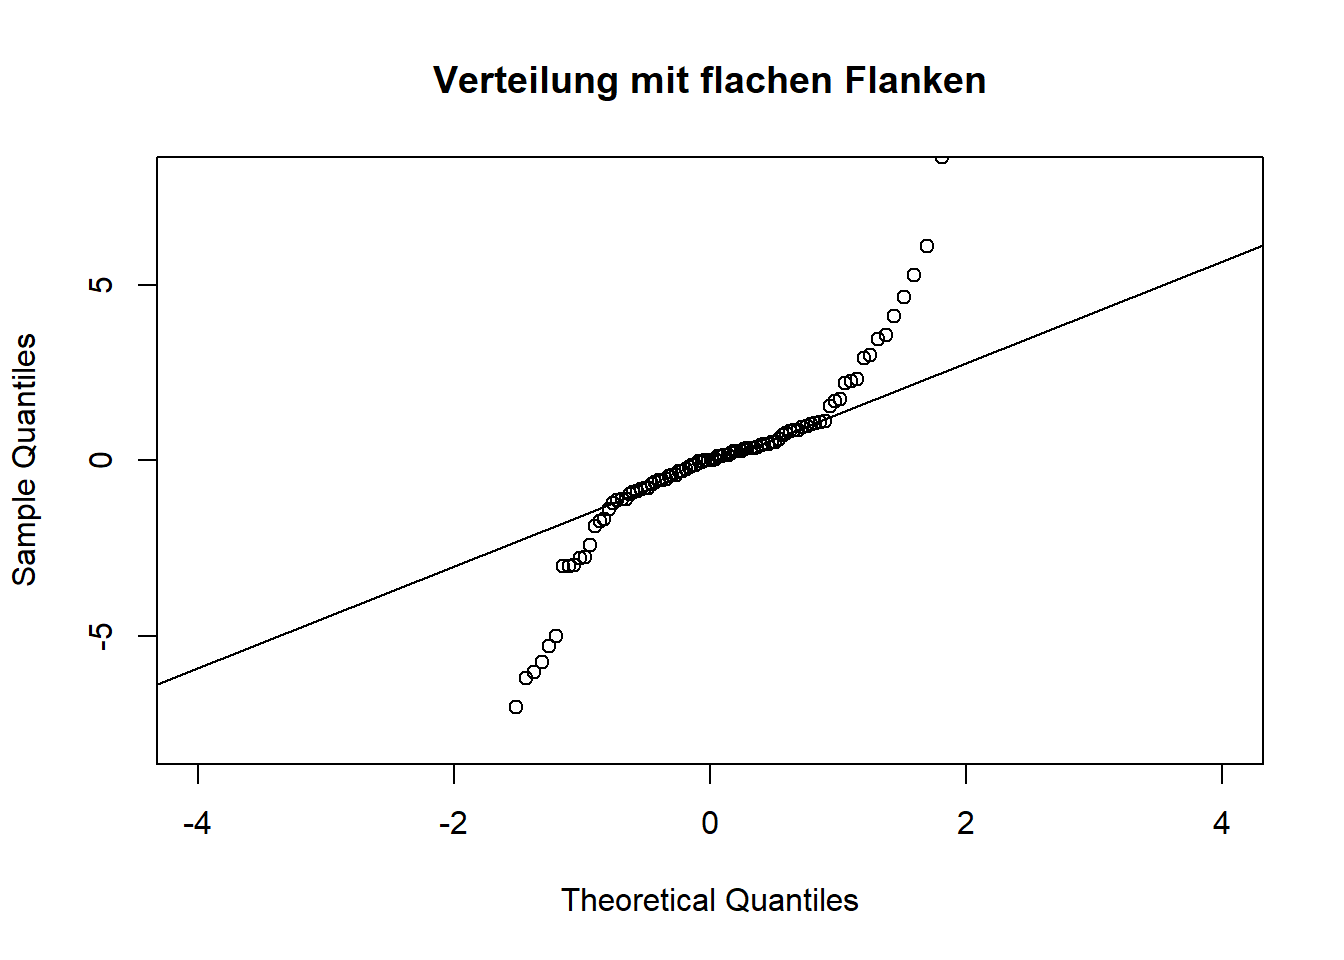 Verteilung mit flachen Flanken
Sample Quantiles
5
0
-5
-4 -2 0 2 4
Theoretical Quantiles